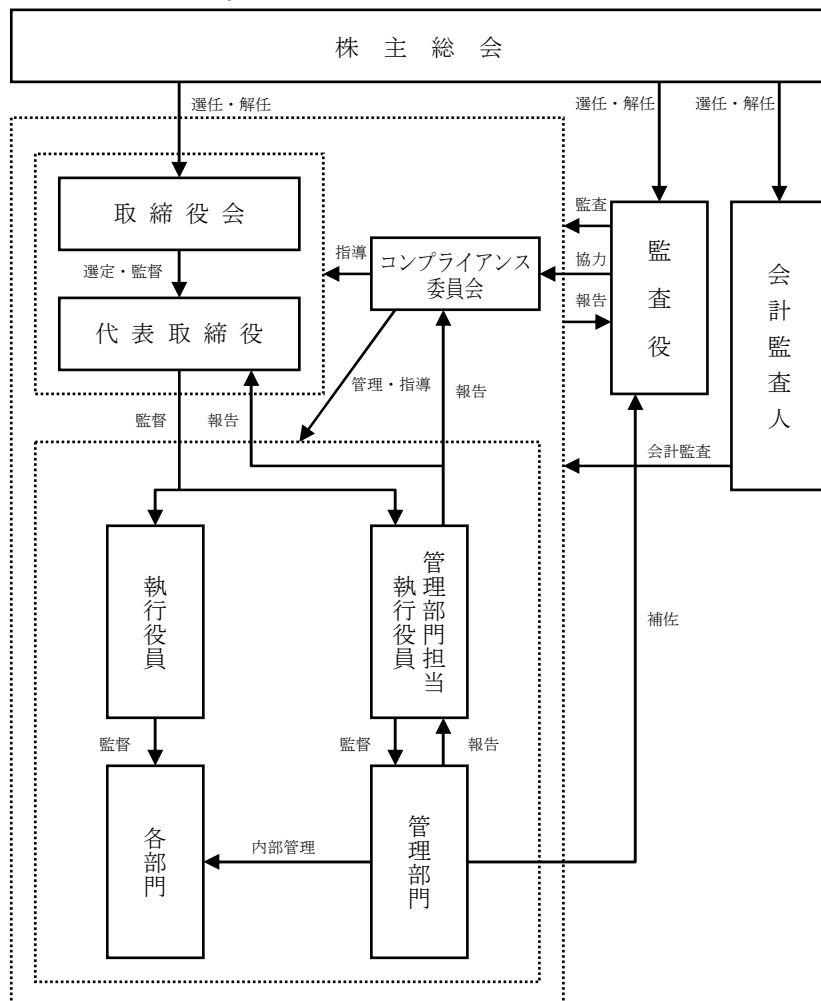 株主総会
選任・解任
選任・解任
選任・解任
取締役会
選定・監督
代表取締役
指導
コンプライアンス
委員会
監査
協力
報告
監査役
会計監査人
監督
報告
管理・指導
報告
会計監査
執行役員
管理部門担当
執行役員
補佐
監督
監督
報告
各部門
内部管理
管理部門